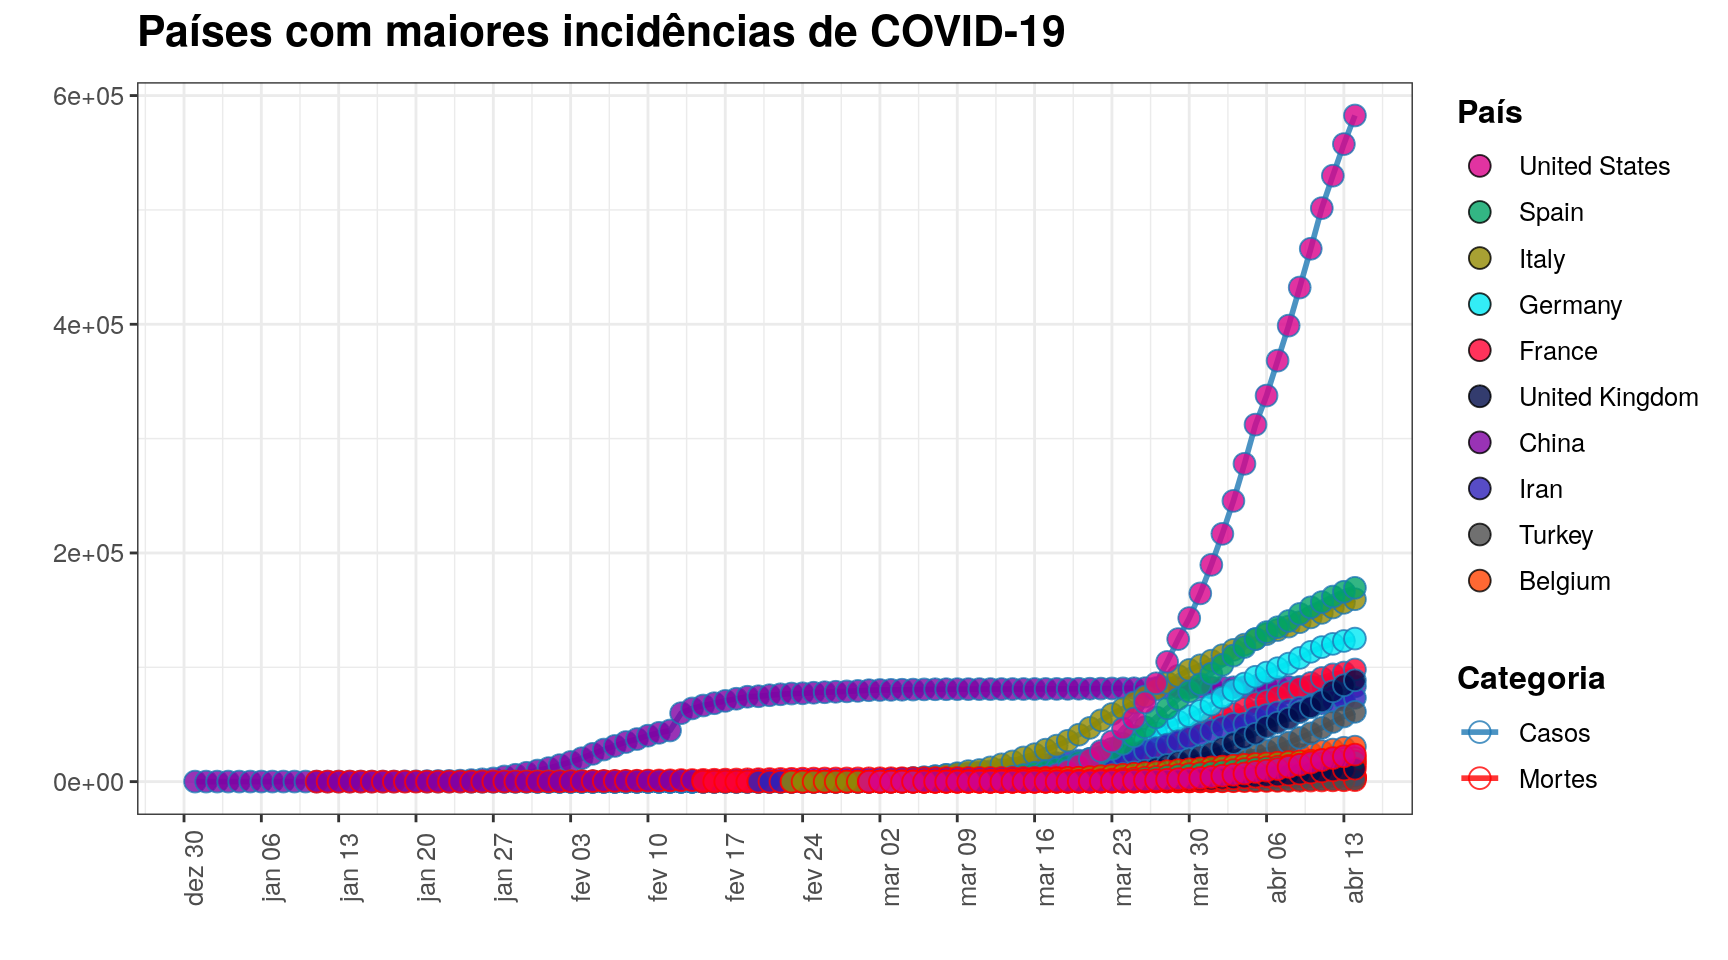 Países com maiores incidências de COVID-19
6e+05
4e+05
2e+05
0e+00
dez 30
jan 06
jan 13
jan 20
jan 27
fev 03
fev 10
fev 17
fev 24
mar 02
mar 09
mar 16
mar 23
mar 30
abr 06
abr 13
País
United States
Spain
Italy
Germany
France
United Kingdom
China
Iran
Turkey
Belgium
Categoria
Casos
Mortes